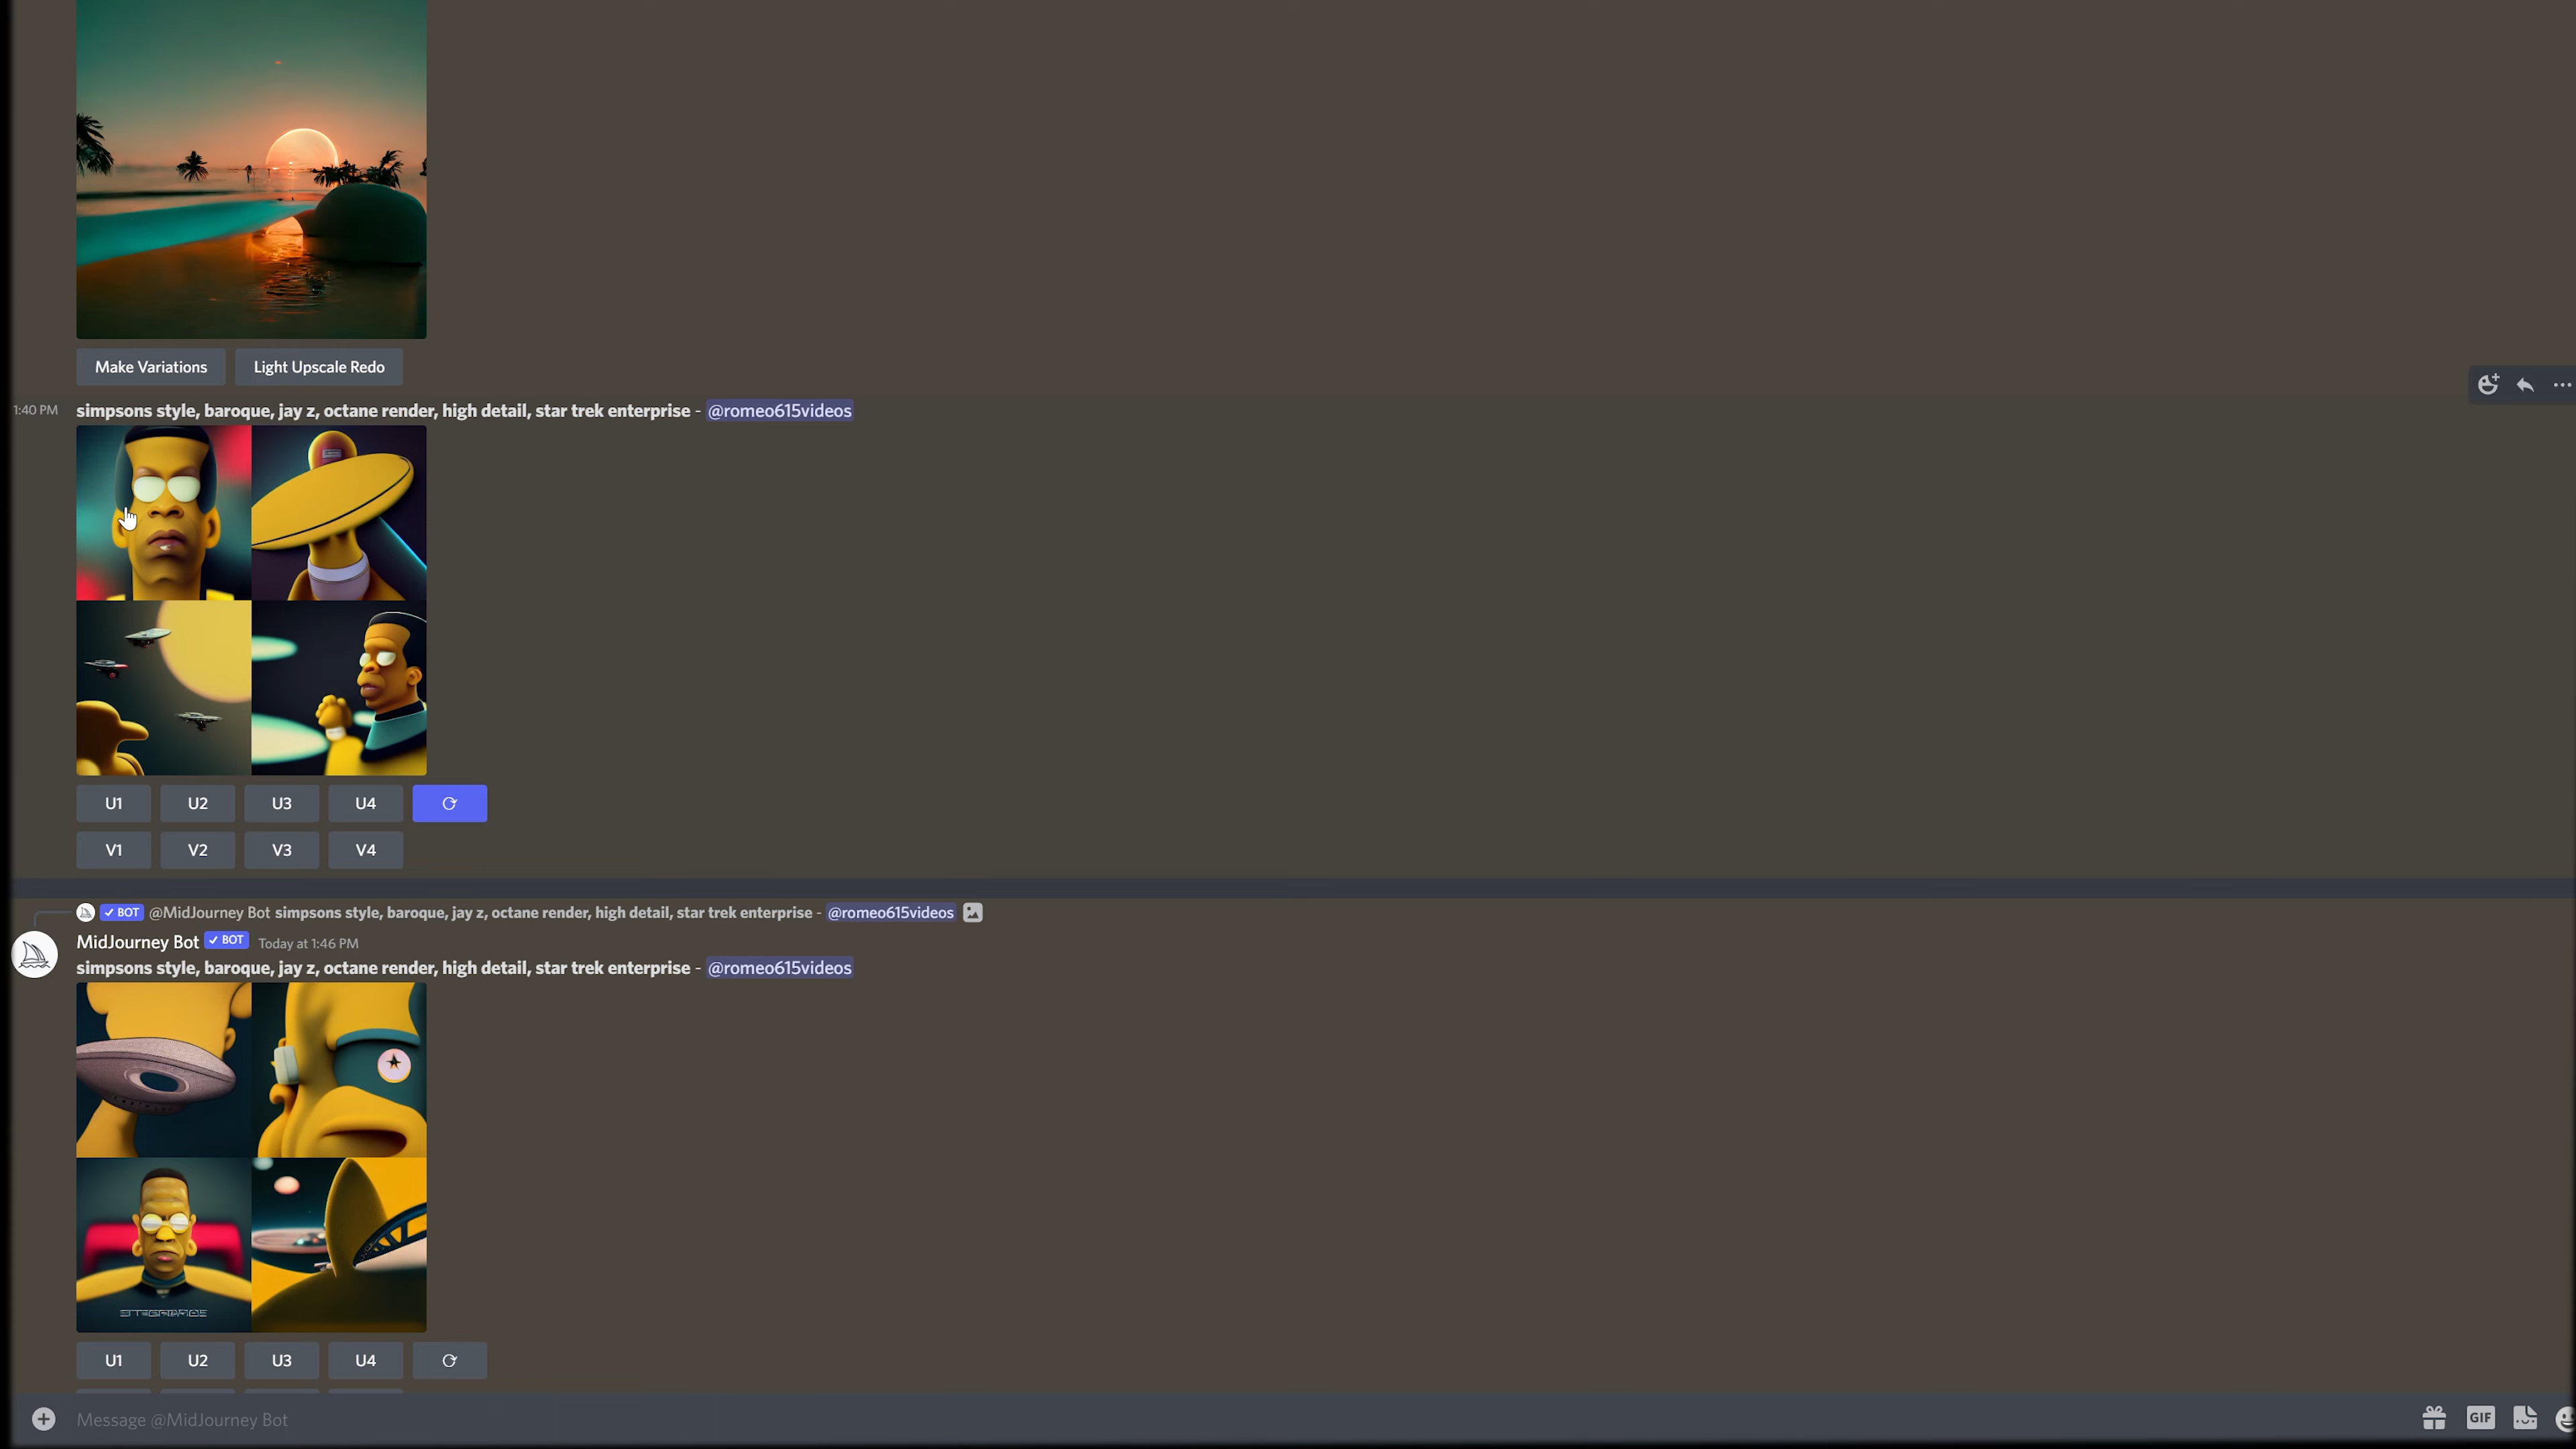 Make Variations Light Upscale Redo
1:40 PM simpsons style, baroque, jay z, octane render, high detail, star trek enterprise - @romeo615videos
U1 U2 U3 U4
V1 V2 V3 V4
BOT @MidJourney Bot simpsons style, baroque, jay z, octane render, high detail, star trek enterprise - @romeo615videos
MidJourney Bot BOT Today at 1:46 PM
simpsons style, baroque, jay z, octane render, high detail, star trek enterprise - @romeo615videos
U1 U2 U3 U4
Message @MidJourney Bot GIF